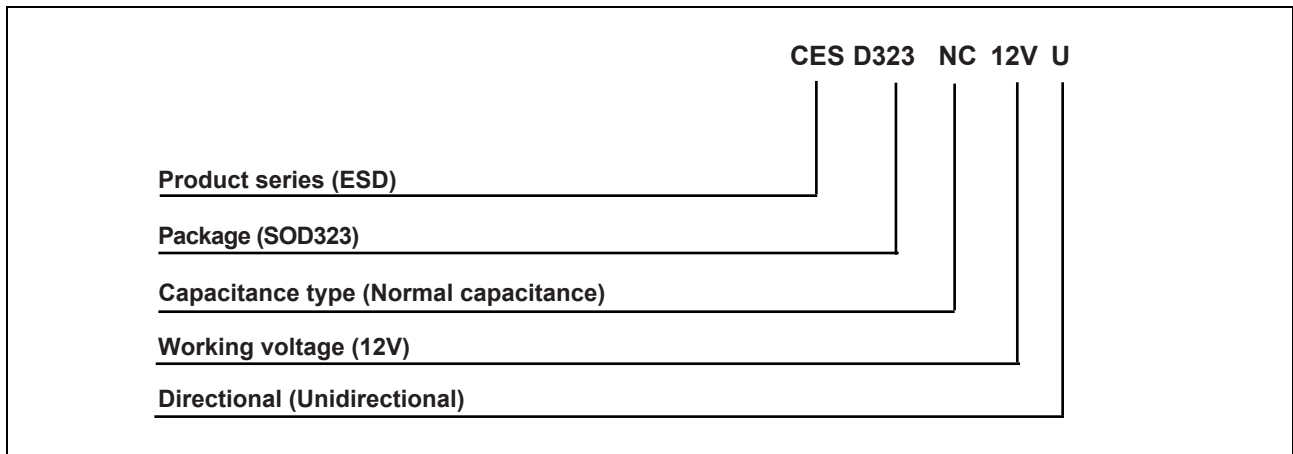 CES D323 NC 12V U
Product series (ESD)
Package (SOD323)
Capacitance type (Normal capacitance)
Working voltage (12V)
Directional (Unidirectional)